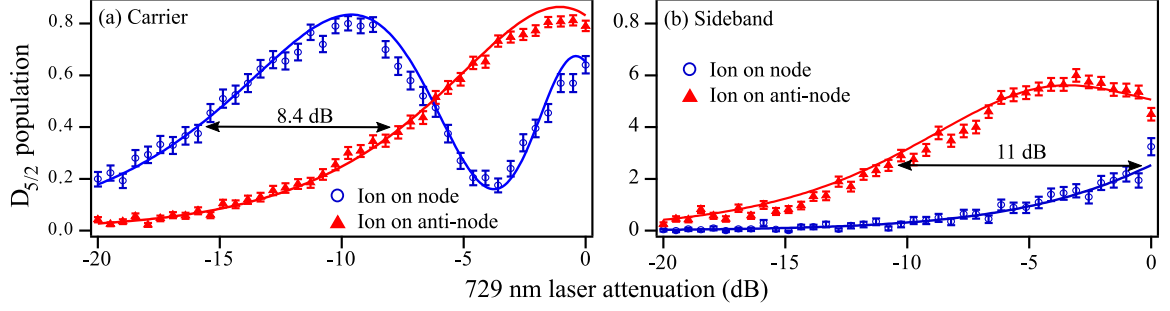 (a) Carrier
(b) Sideband
0.8
0.6
0.4
0.2
0.0
D5/2 population
8.4 dB
Ion on node
Ion on anti-node
-20
-15
-10
-5
0
8
6
4
2
0
Ion on node
Ion on anti-node
11 dB
-20
-15
-10
-5
0
729 nm laser attenuation (dB)